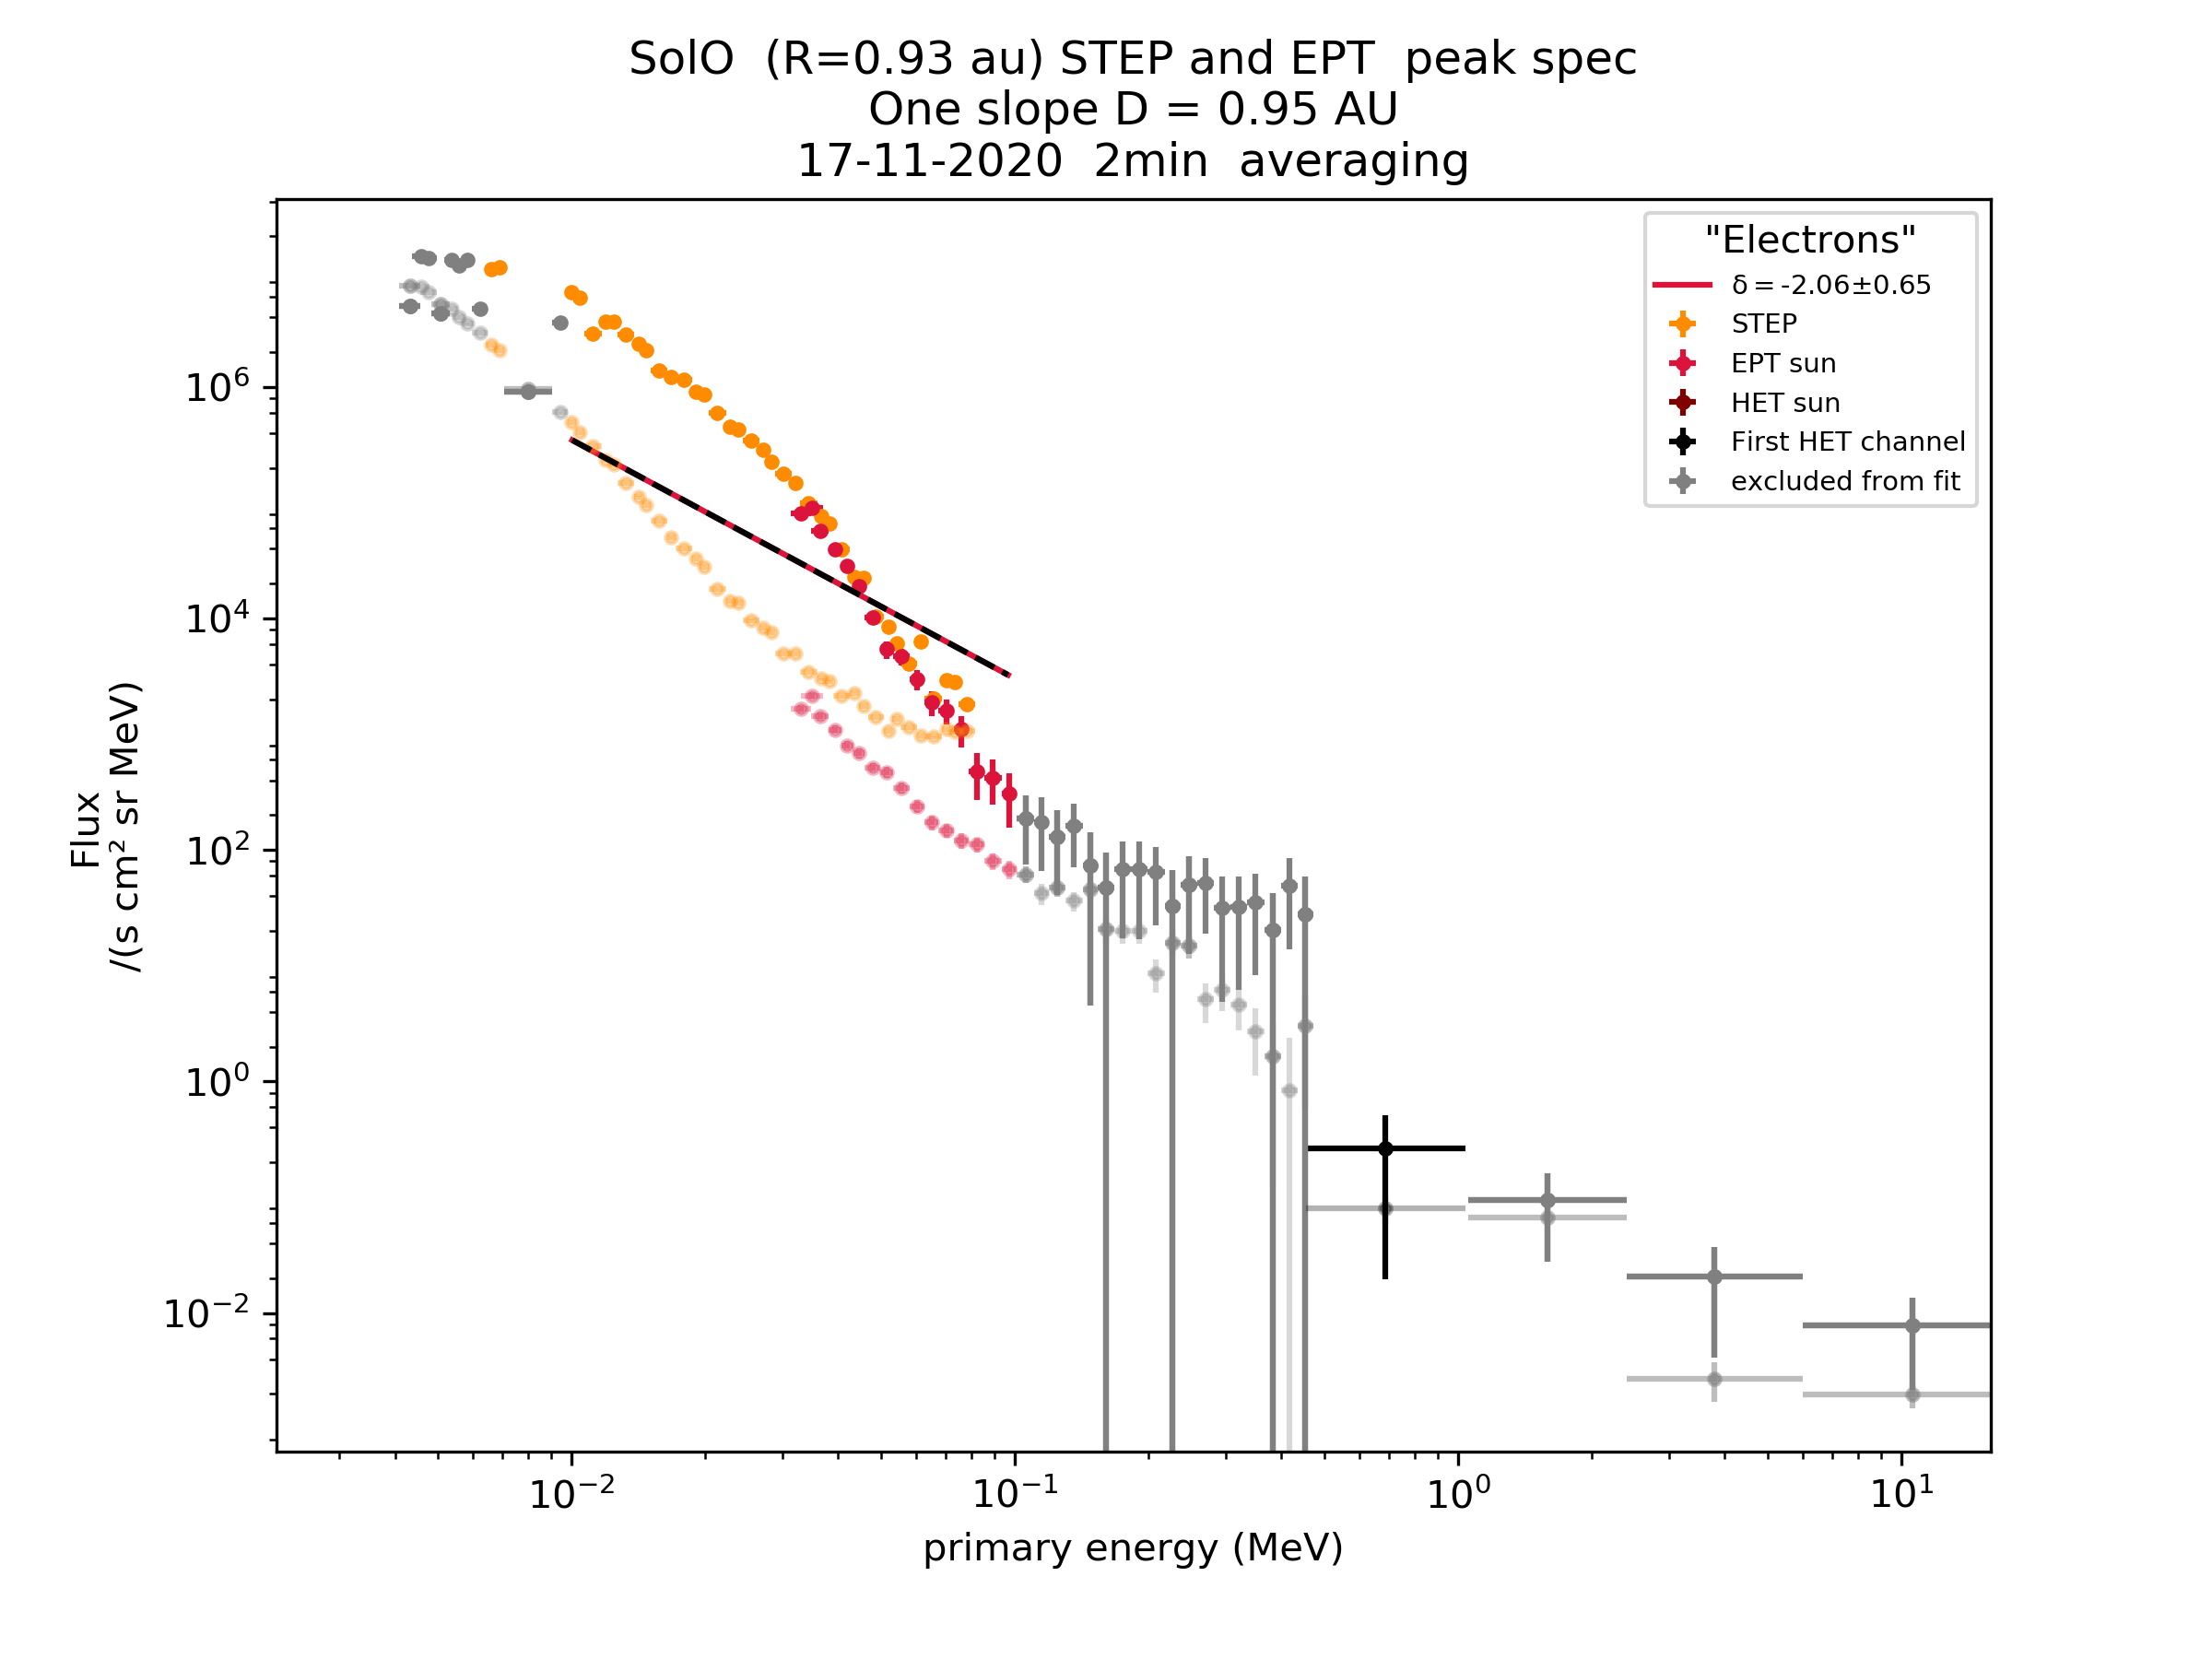 SolO  (R=0.93 au) STEP and EPT  peak spec
One slope D = 0.95 AU
17-11-2020  2min  averaging
"Electrons"
δ = -2.06±0.65
STEP
EPT sun
HET sun
First HET channel
excluded from fit
Flux
/(s cm² sr MeV)
10⁶
10⁴
10²
10⁰
10⁻²
10⁻²
10⁻¹
10⁰
10¹
primary energy (MeV)